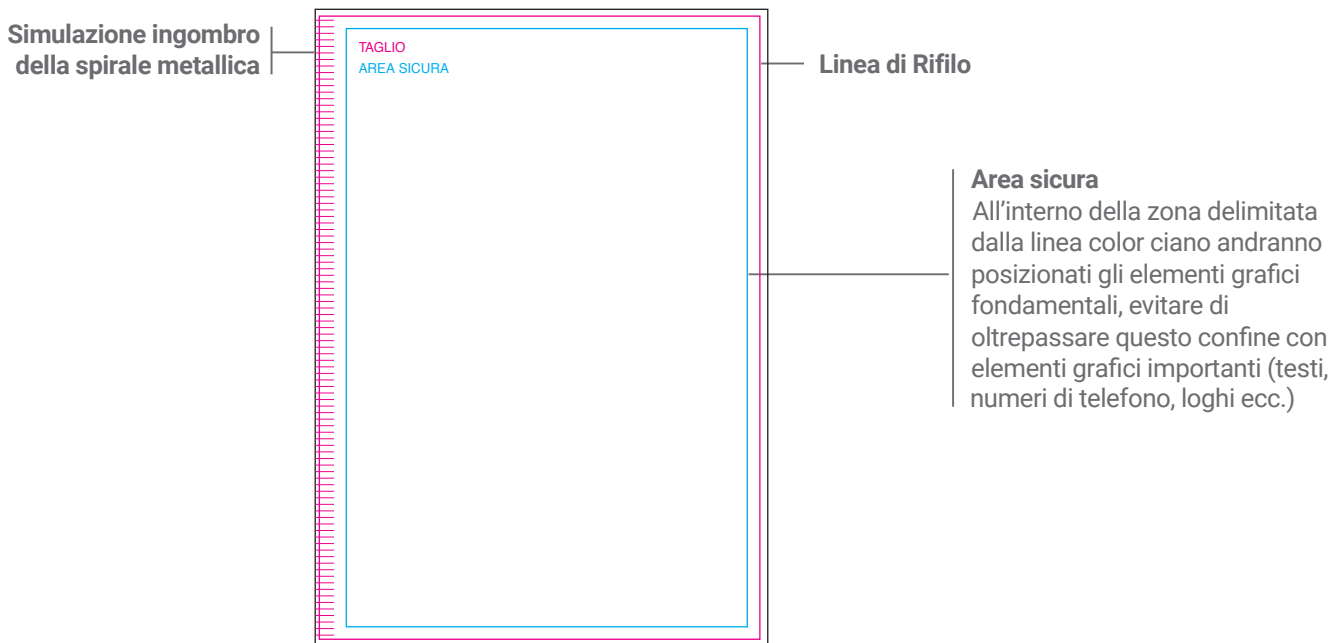 Simulazione ingombro
della spirale metallica
TAGLIO
AREA SICURA
Linea di Rifilo
Area sicura
All’interno della zona delimitata
dalla linea color ciano andranno
posizionati gli elementi grafici
fondamentali, evitare di
oltrepassare questo confine con
elementi grafici importanti (testi,
numeri di telefono, loghi ecc.)